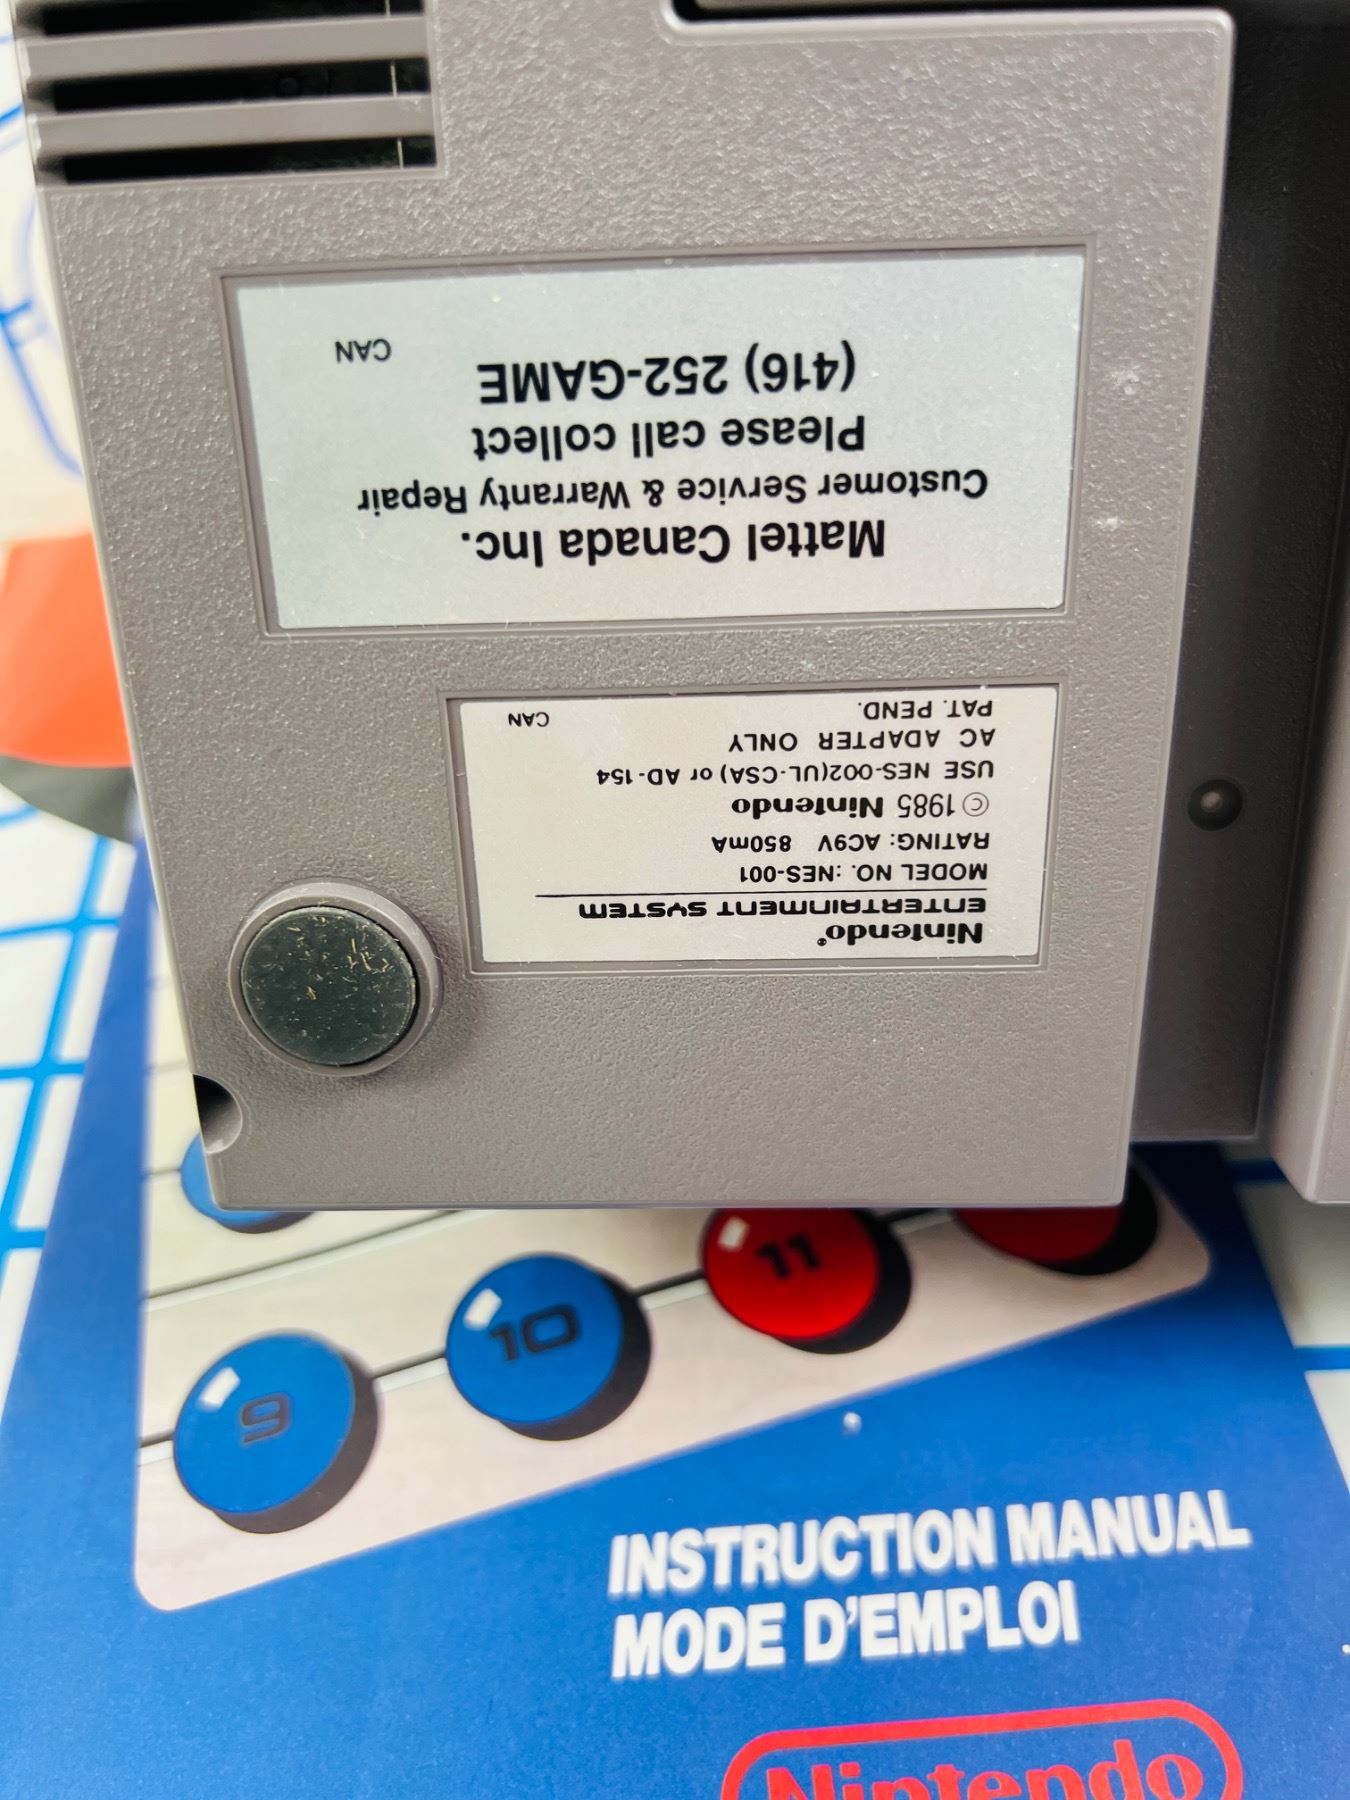 Nintendo®
ENTERTAINMENT SYSTEM
MODEL NO. :NES-001
RATING: AC9V 850mA
©1985 Nintendo
USE NES-002(UL-CSA) or AD-154
AC ADAPTER ONLY
PAT. PEND.
CAN
Mattel Canada Inc.
Customer Service & Warranty Repair
Please call collect
(416) 252-GAME
CAN
9
10
11
INSTRUCTION MANUAL
MODE D'EMPLOI
Nintendo